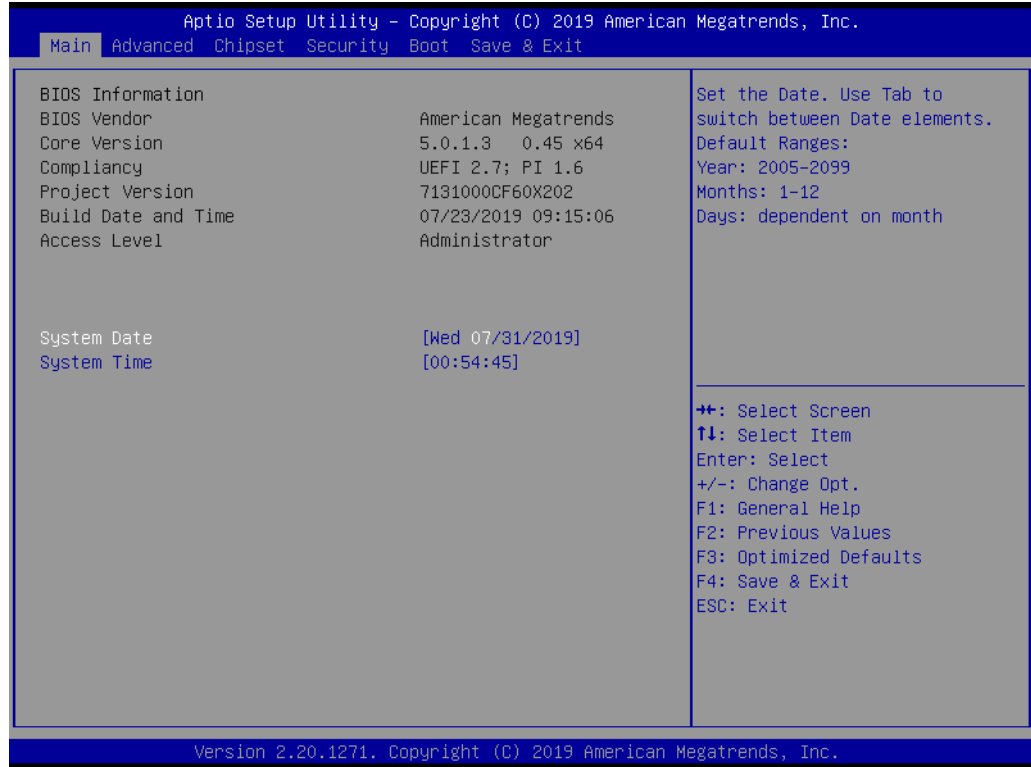 Aptio Setup Utility – Copyright (C) 2019 American Megatrends, Inc.
Main Advanced Chipset Security Boot Save & Exit
BIOS Information
BIOS Vendor American Megatrends
Core Version 5.0.1.3 0.45 x64
Compliancy UEFI 2.7; PI 1.6
Project Version 7131000CF60X202
Build Date and Time 07/23/2019 09:15:06
Access Level Administrator
System Date [Wed 07/31/2019]
System Time [00:54:45]
Set the Date. Use Tab to
switch between Date elements.
Default Ranges:
Year: 2005-2099
Months: 1-12
Days: dependent on month
→←: Select Screen
↑↓: Select Item
Enter: Select
+/-: Change Opt.
F1: General Help
F2: Previous Values
F3: Optimized Defaults
F4: Save & Exit
ESC: Exit
Version 2.20.1271. Copyright (C) 2019 American Megatrends, Inc.